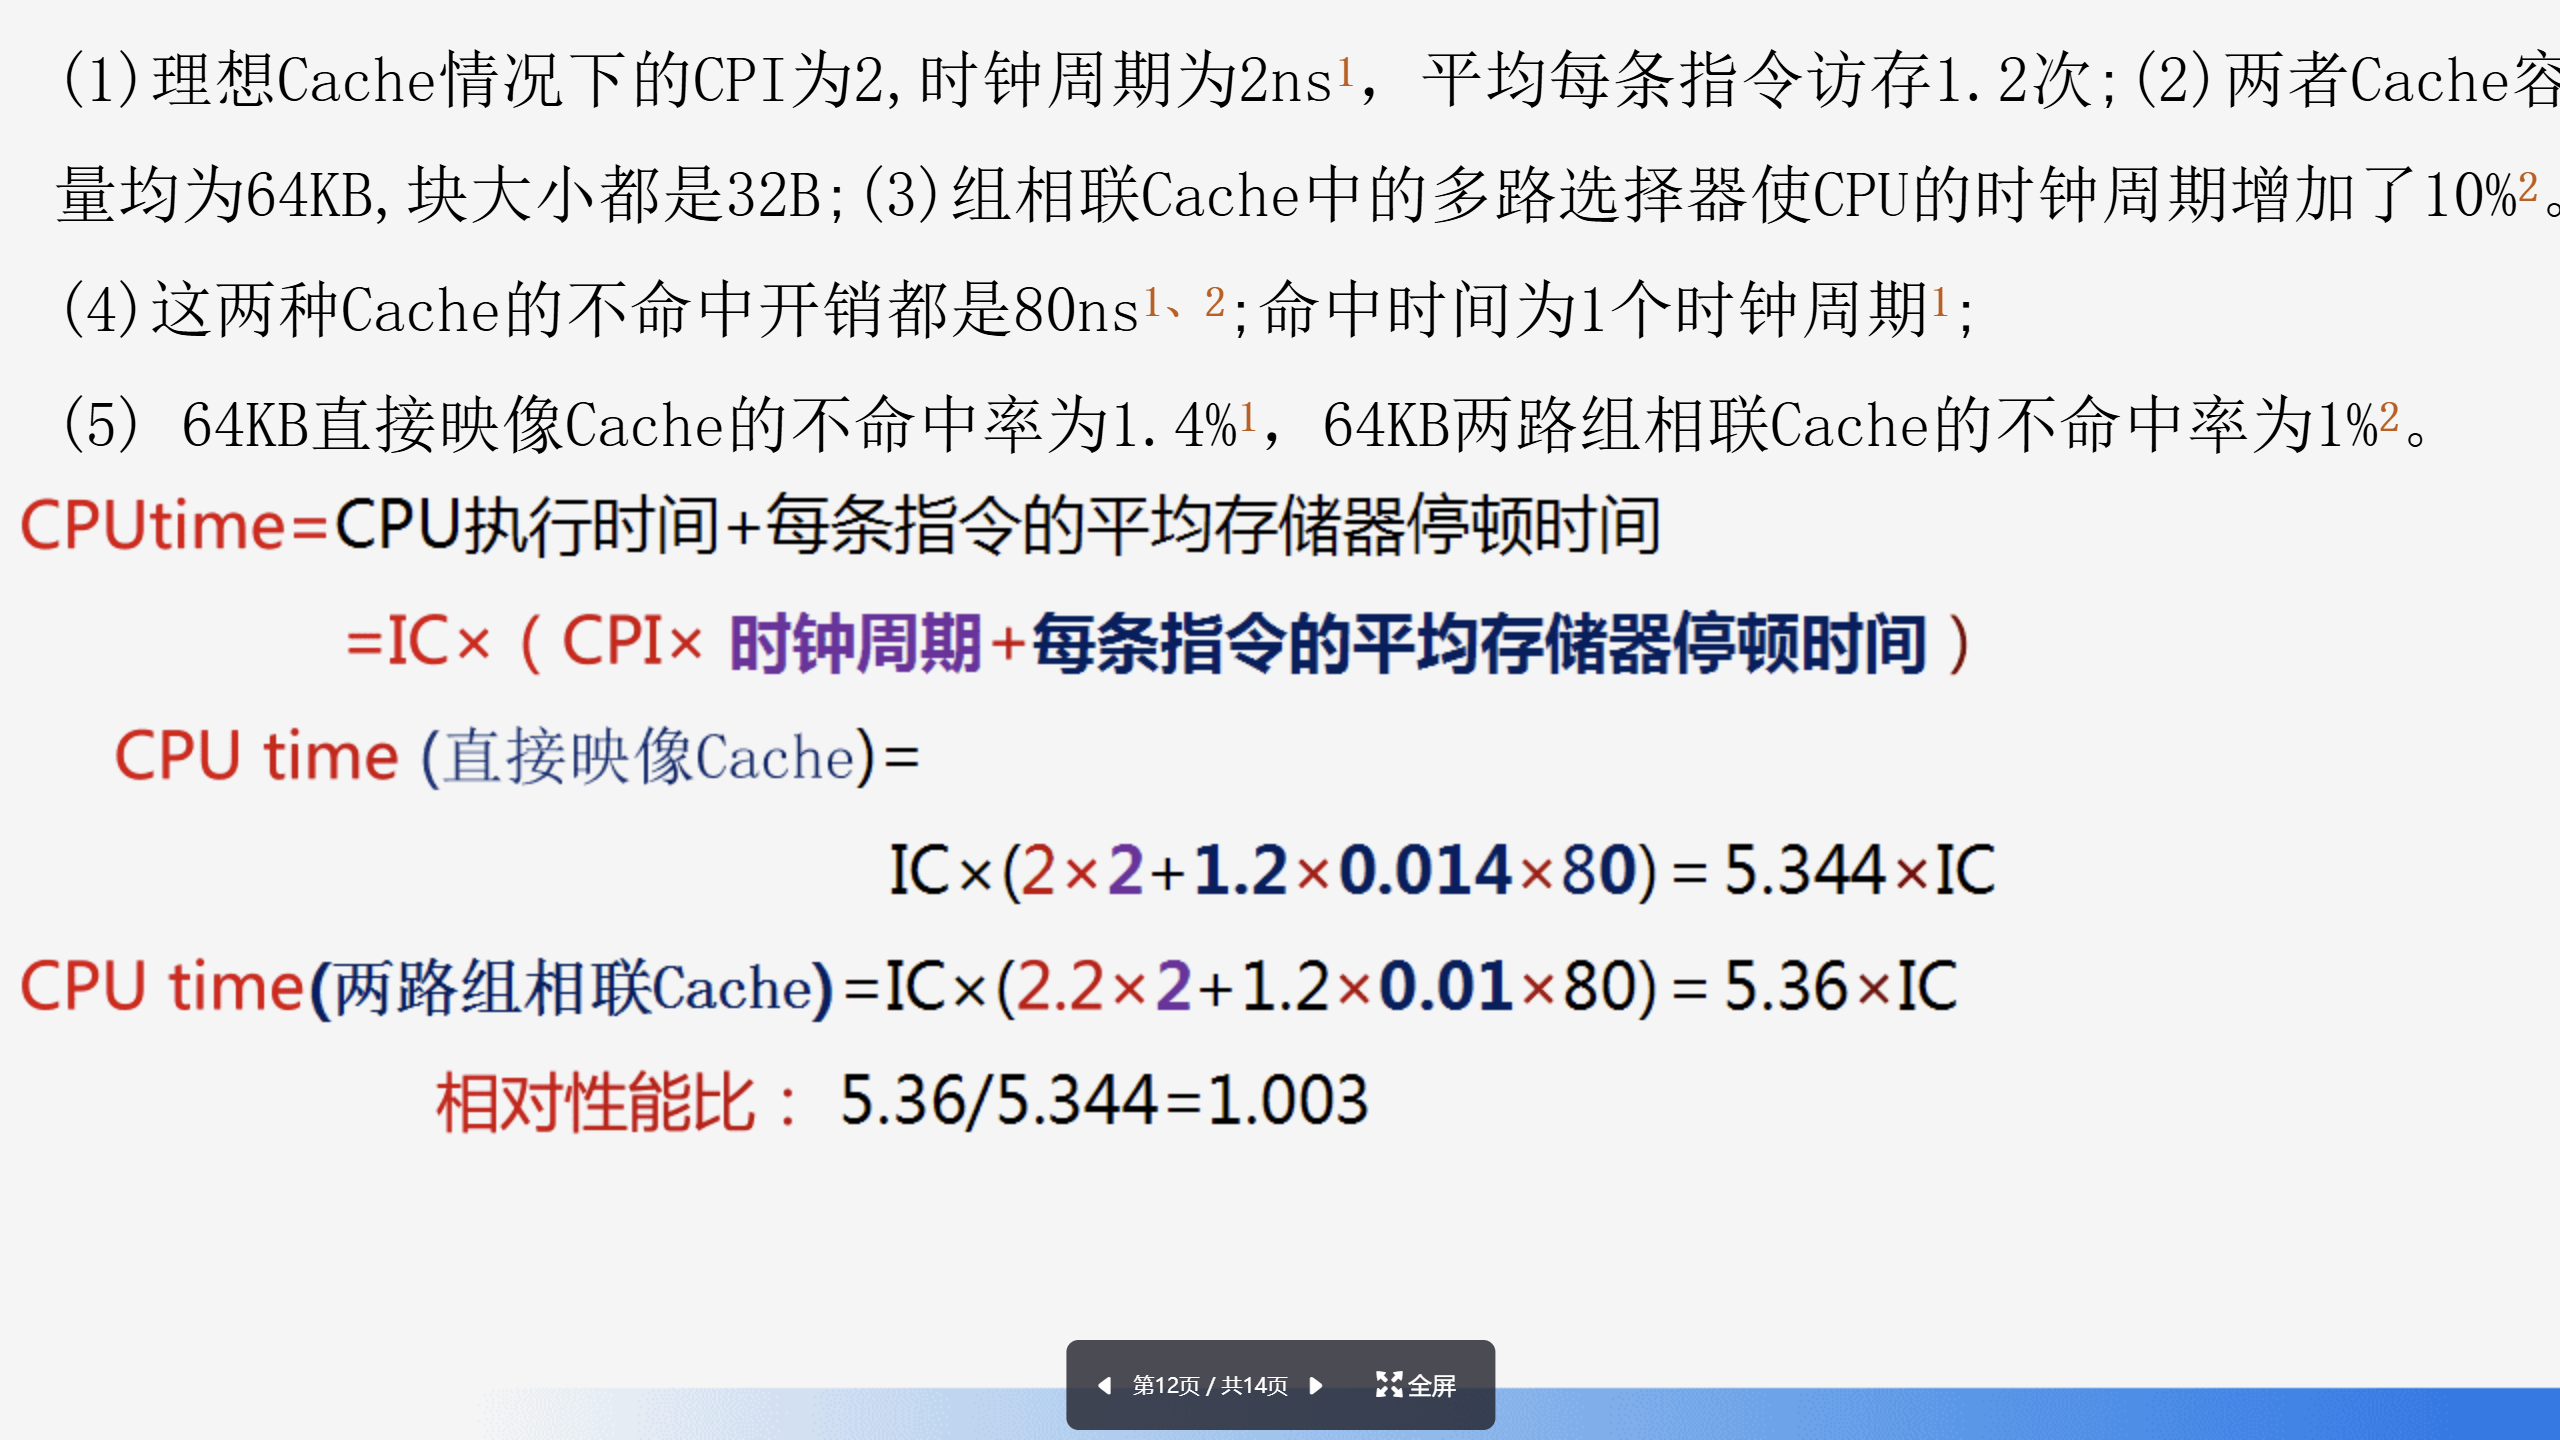 (1)理想Cache情况下的CPI为2,时钟周期为2ns1，平均每条指令访存1.2次;(2)两者Cache容
量均为64KB,块大小都是32B;(3)组相联Cache中的多路选择器使CPU的时钟周期增加了10%2。
(4)这两种Cache的不命中开销都是80ns1、2;命中时间为1个时钟周期1;
(5) 64KB直接映像Cache的不命中率为1.4%1，64KB两路组相联Cache的不命中率为1%2。
CPUtime=CPU执行时间+每条指令的平均存储器停顿时间
=IC×（CPI× 时钟周期+每条指令的平均存储器停顿时间）
CPU time (直接映像Cache)=
IC×(2×2+1.2×0.014×80)=5.344×IC
CPU time(两路组相联Cache)=IC×(2.2×2+1.2×0.01×80)=5.36×IC
相对性能比： 5.36/5.344=1.003
第12页 / 共14页 全屏